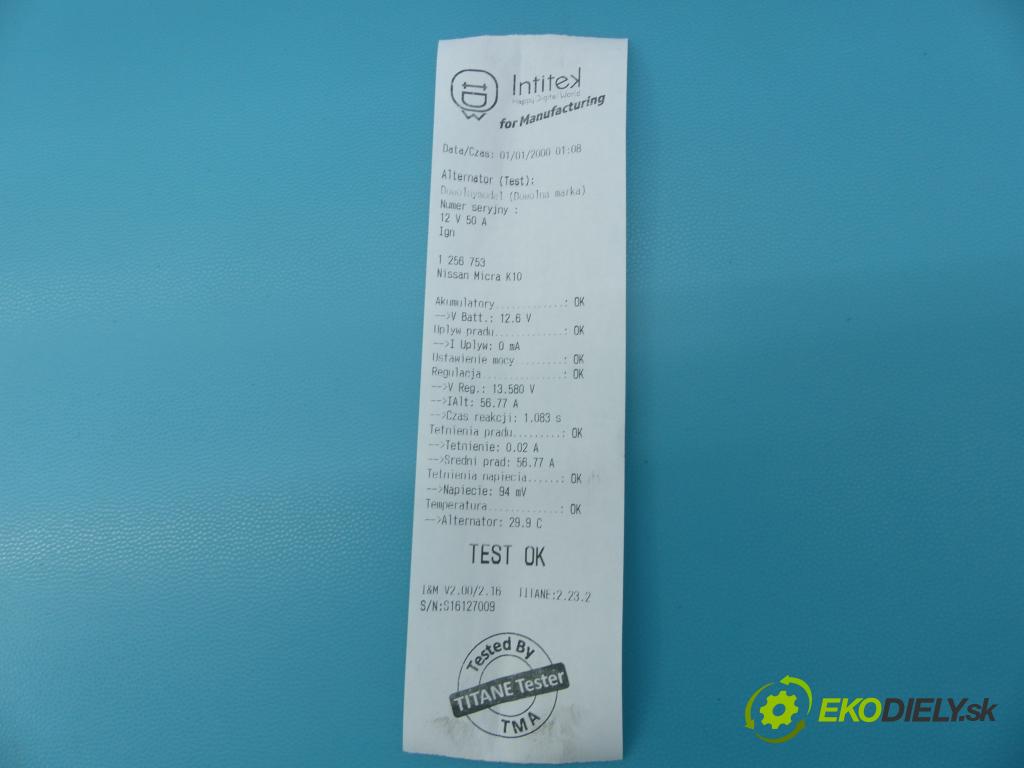 Intitek
Happy Digital World
for Manufacturing
Data/Czas: 01/01/2000 01:08
Alternator (Test):
Dowolnymodel (Dowolna marka)
Numer seryjny :
12 V 50 A
Ign
1 256 753
Nissan Micra K10
Akumulatory............: OK
-->V Batt.: 12.6 V
Uplyw pradu............: OK
-->I Uplyw: 0 mA
Ustawienie mocy........: OK
Regulacja..............: OK
-->V Reg.: 13.580 V
-->IAlt: 56.77 A
-->Czas reakcji: 1.083 s
Tetnienia pradu.........: OK
-->Tetnienie: 0.02 A
-->Sredni prad: 56.77 A
Tetnienia napiecia......: OK
-->Napiecie: 94 mV
Temperatura............: OK
-->Alternator: 29.9 C
TEST OK
I&M V2.00/2.16 TITANE:2.23.2
S/N:S16127009
Tested By
TITANE Tester
TMA
EKODIELY.sk